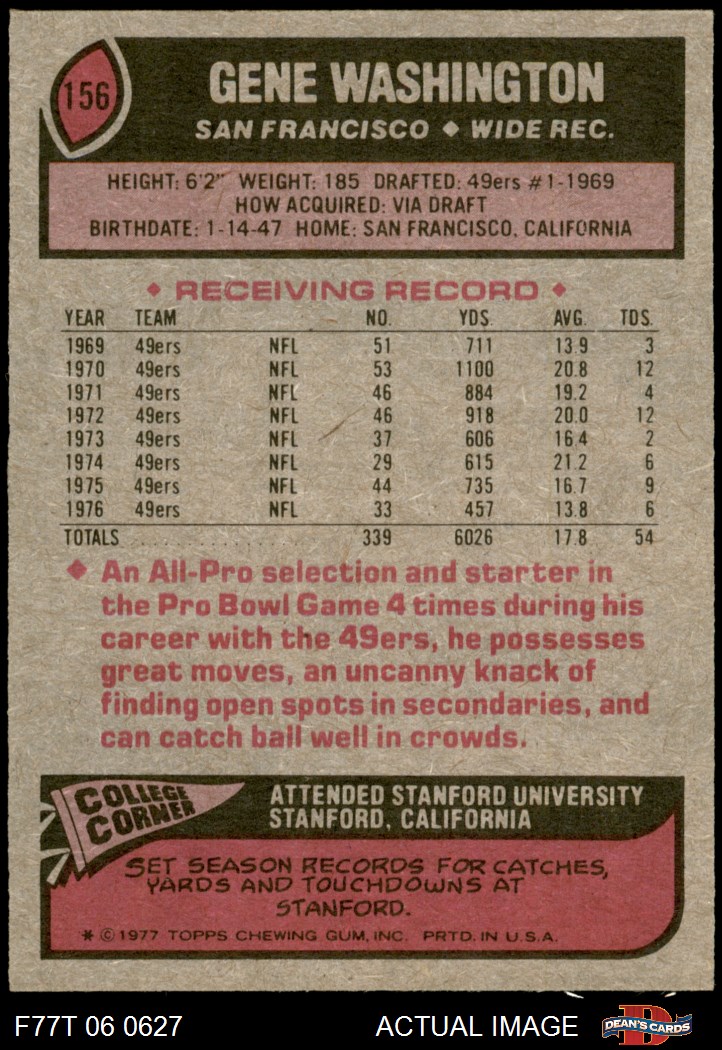 156
GENE WASHINGTON
SAN FRANCISCO ◆ WIDE REC.
HEIGHT: 6'2" WEIGHT: 185 DRAFTED: 49ers #1-1969
HOW ACQUIRED: VIA DRAFT
BIRTHDATE: 1-14-47 HOME: SAN FRANCISCO, CALIFORNIA
◆ RECEIVING RECORD ◆
YEAR TEAM NO. YDS. AVG. TDS.
1969 49ers NFL 51 711 13.9 3
1970 49ers NFL 53 1100 20.8 12
1971 49ers NFL 46 884 19.2 4
1972 49ers NFL 46 918 20.0 12
1973 49ers NFL 37 606 16.4 2
1974 49ers NFL 29 615 21.2 6
1975 49ers NFL 44 735 16.7 9
1976 49ers NFL 33 457 13.8 6
TOTALS . . . . . . . . . . . . 339 6026 17.8 54
◆ An All-Pro selection and starter in
the Pro Bowl Game 4 times during his
career with the 49ers, he possesses
great moves, an uncanny knack of
finding open spots in secondaries, and
can catch ball well in crowds.
COLLEGE
CORNER
ATTENDED STANFORD UNIVERSITY
STANFORD, CALIFORNIA
SET SEASON RECORDS FOR CATCHES,
YARDS AND TOUCHDOWNS AT
STANFORD.
* © 1977 TOPPS CHEWING GUM, INC. PRTD. IN U.S.A.
F77T 06 0627 ACTUAL IMAGE
D
DEAN'S CARDS